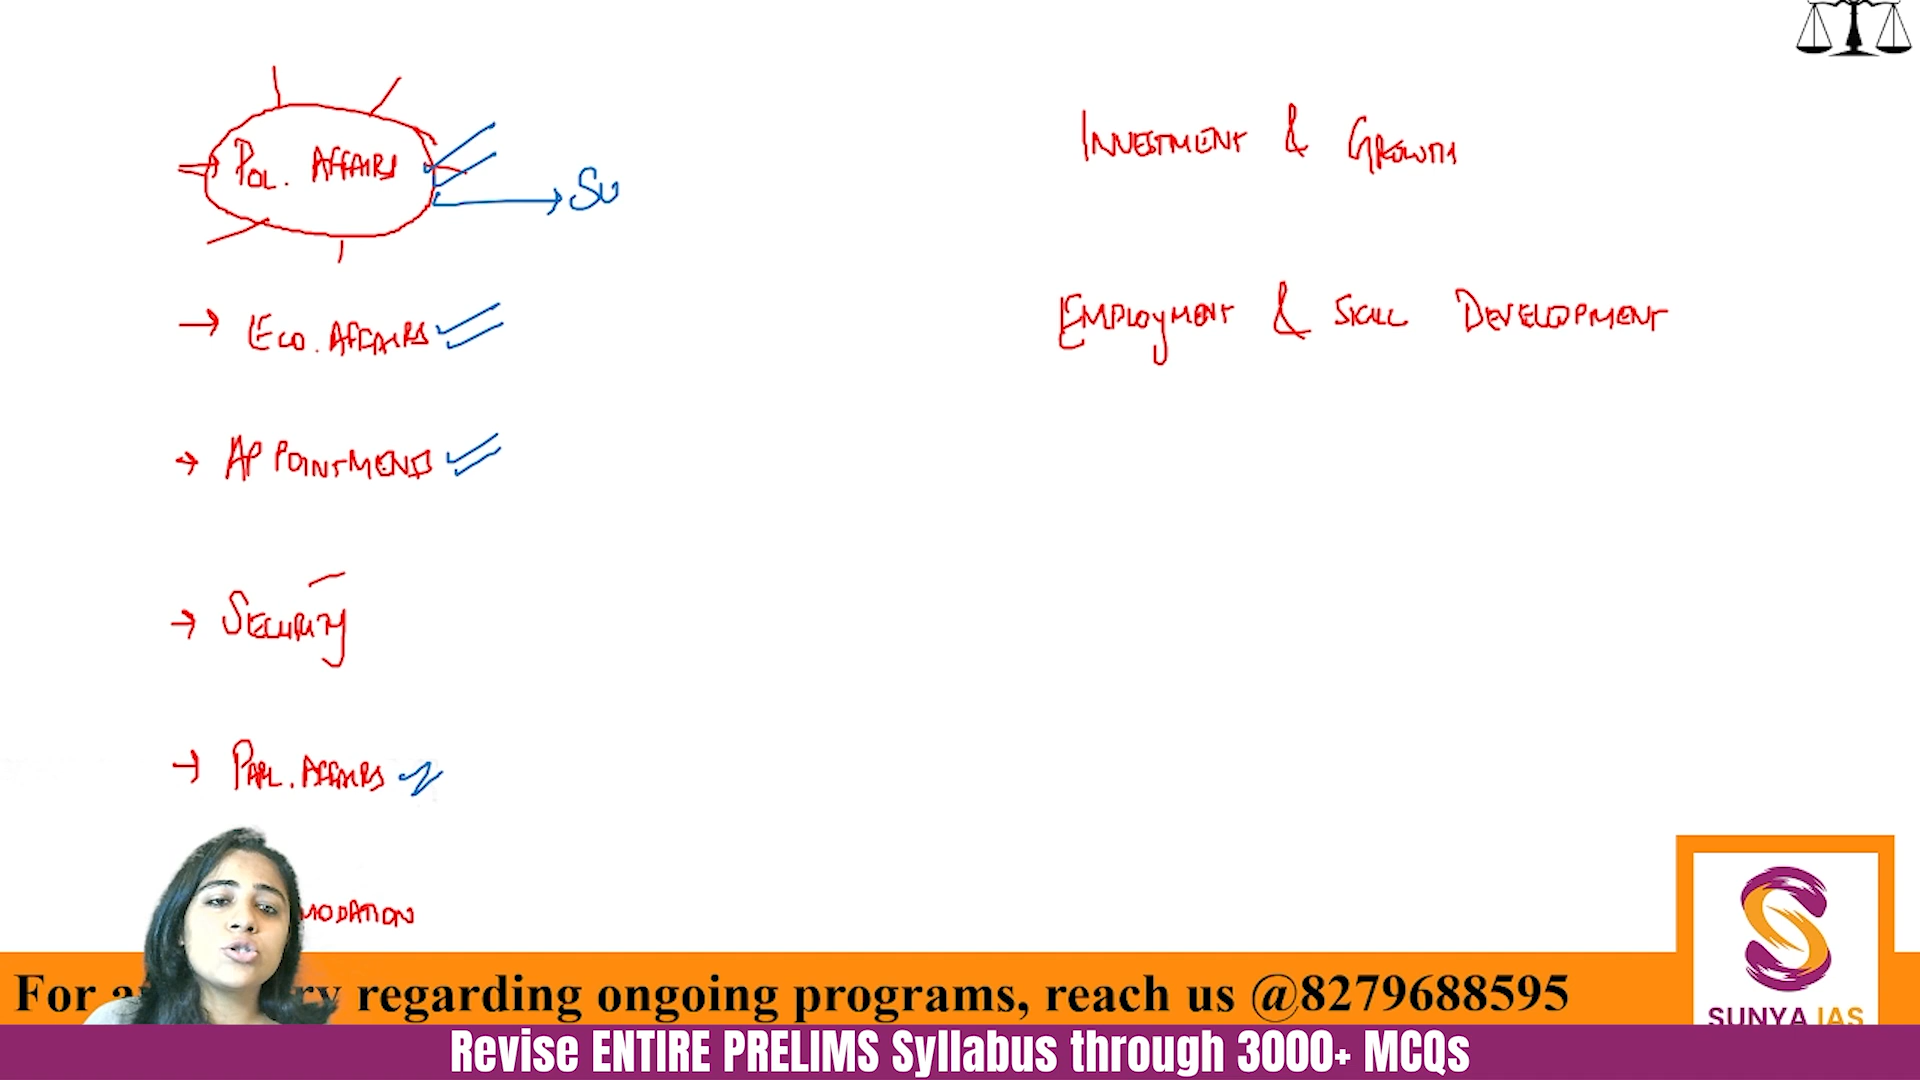 POL. AFFAIRS
SU
INVESTMENT & GROWTH
ECO. AFFAIRS
EMPLOYMENT & SKILL DEVELOPMENT
APPOINTMENTS
SECURITY
PARL. AFFAIRS
MODATION
For a ry regarding ongoing programs, reach us @8279688595
SUNYA IAS
Revise ENTIRE PRELIMS Syllabus through 3000+ MCQs